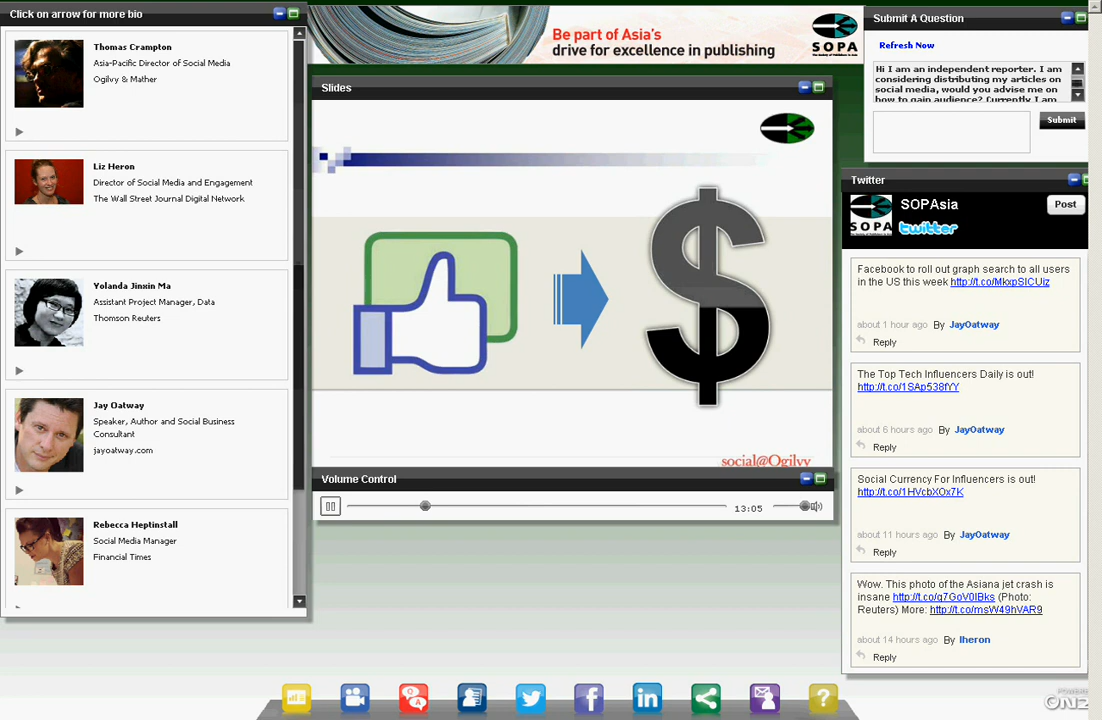 Click on arrow for more bio
Thomas Crampton
Asia-Pacific Director of Social Media
Ogilvy & Mather
Liz Heron
Director of Social Media and Engagement
The Wall Street Journal Digital Network
Yolanda Jinxin Ma
Assistant Project Manager, Data
Thomson Reuters
Jay Oatway
Speaker, Author and Social Business
Consultant
jayoatway.com
Rebecca Heptinstall
Social Media Manager
Financial Times
Be part of Asia's
drive for excellence in publishing
SOPA
Slides
$
social@Ogilvy
Volume Control
13:05
Submit A Question
Refresh Now
Hi I am an independent reporter. I am
considering distributing my articles on
social media, would you advise me on
how to gain audience? Currently I am
Submit
Twitter
SOPA
SOPAsia
twitter
Post
Facebook to roll out graph search to all users
in the US this week http://t.co/MkxpSICUiz
about 1 hour ago By JayOatway
Reply
The Top Tech Influencers Daily is out!
http://t.co/1SAp538fYY
about 6 hours ago By JayOatway
Reply
Social Currency For Influencers is out!
http://t.co/1HVcbXOx7K
about 11 hours ago By JayOatway
Reply
Wow. This photo of the Asiana jet crash is
insane http://t.co/q7GoV0IBks (Photo:
Reuters) More: http://t.co/msW49hVAR9
about 14 hours ago By lheron
Reply
Q
A
f
in
?
ON2